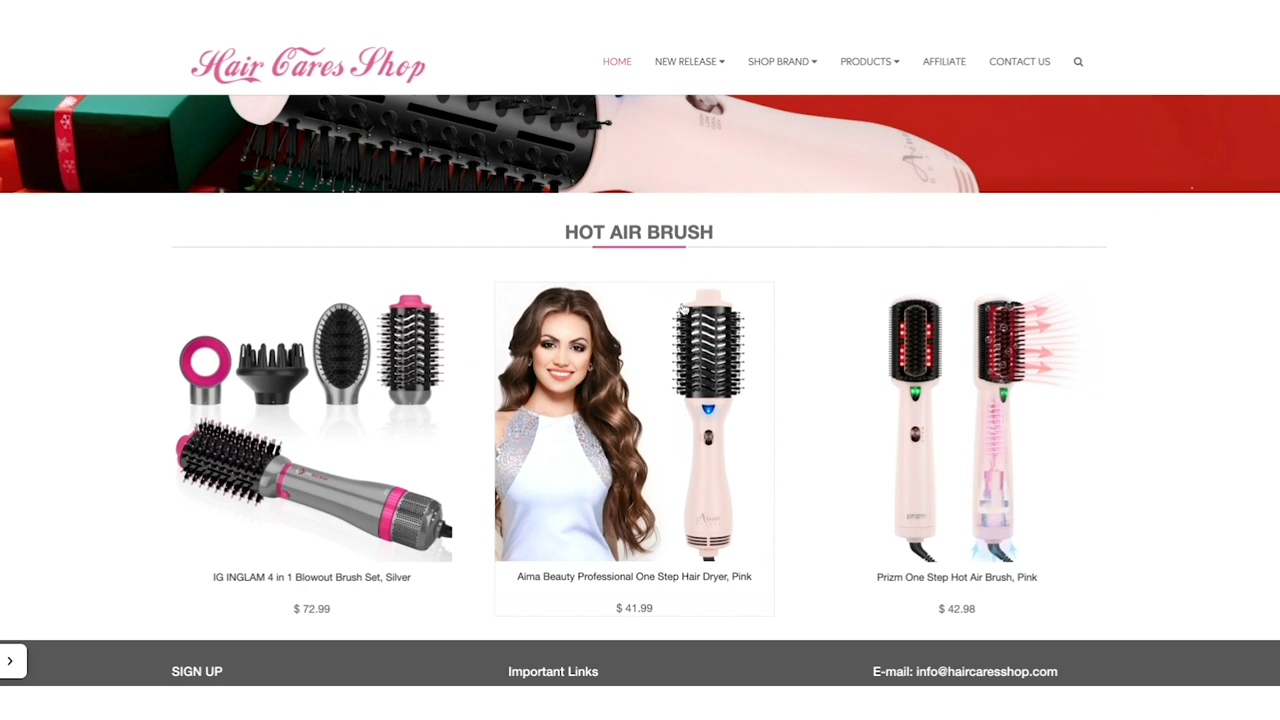 Hair Cares Shop
HOME NEW RELEASE SHOP BRAND PRODUCTS AFFILIATE CONTACT US
HOT AIR BRUSH
IG INGLAM 4 in 1 Blowout Brush Set, Silver
$ 72.99
Aima Beauty Professional One Step Hair Dryer, Pink
$ 41.99
Prizm One Step Hot Air Brush, Pink
$ 42.98
SIGN UP
Important Links
E-mail: info@haircaresshop.com